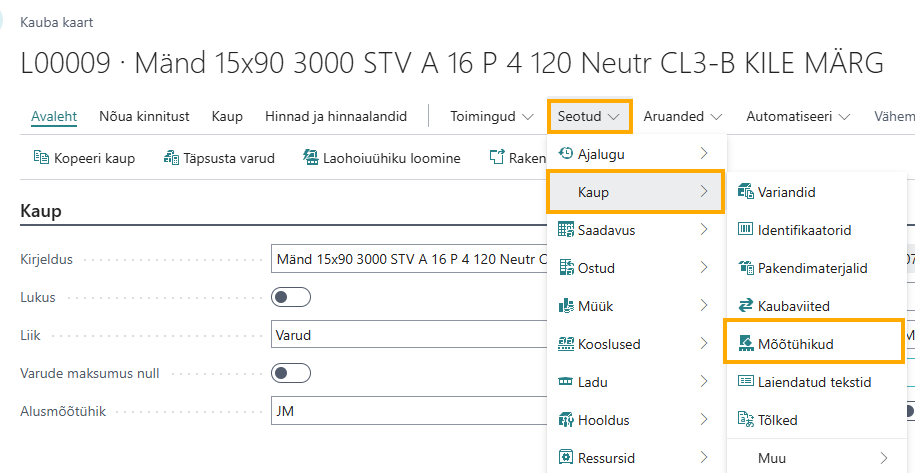 Kauba kaart
L00009 · Mänd 15x90 3000 STV A 16 P 4 120 Neutr CL3-B KILE MÄRG
Avaleht Nõua kinnitust Kaup Hinnad ja hinnaalandid Toimingud Seotud Aruanded Automatiseeri Vähem
Kopeeri kaup Täpsusta varud Laohoiuühiku loomine Raken
Ajalugu
Kaup
Saadavus
Ostud
Müük
Kooslused
Ladu
Hooldus
Ressursid
Variandid
Identifikaatorid
Pakendimaterjalid
Kaubaviited
Mõõtühikud
Laiendatud tekstid
Tõlked
Muu
Kaup
Kirjeldus Mänd 15x90 3000 STV A 16 P 4 120 Neutr C
Lukus
Liik Varud
Varude maksumus null
Alusmõõtühik JM